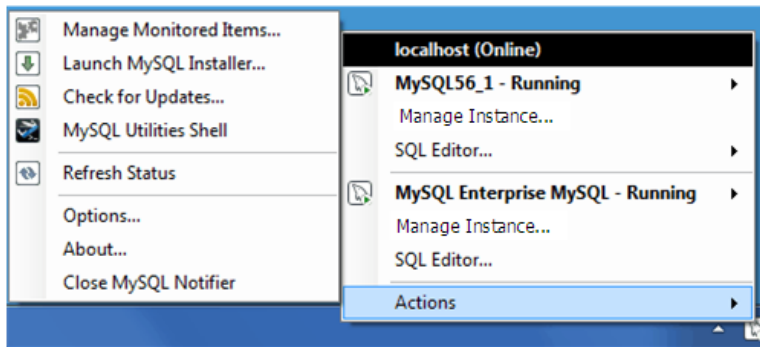 Manage Monitored Items...
Launch MySQL Installer...
Check for Updates...
MySQL Utilities Shell
Refresh Status
Options...
About...
Close MySQL Notifier
localhost (Online)
MySQL56_1 - Running
Manage Instance...
SQL Editor...
MySQL Enterprise MySQL - Running
Manage Instance...
SQL Editor...
Actions